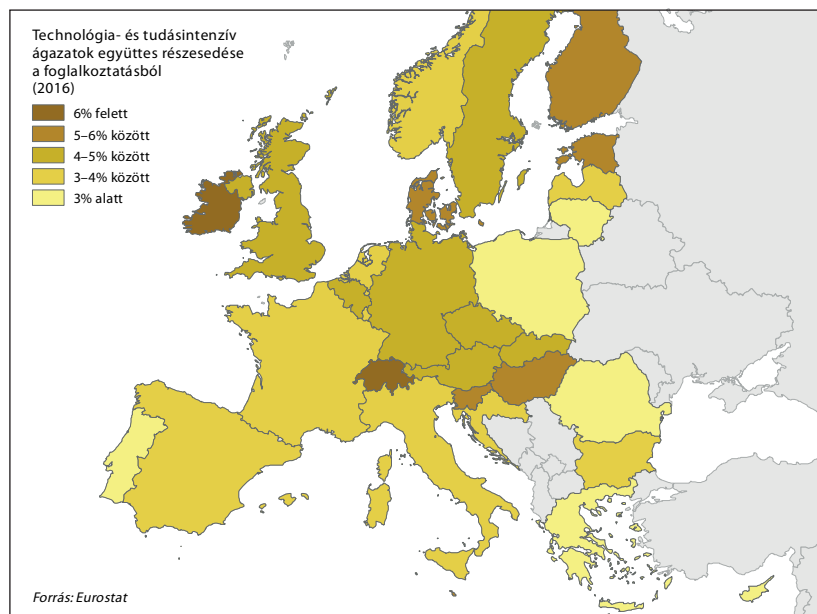 Technológia- és tudásintenzív
ágazatok együttes részesedése
a foglalkoztatásból
(2016)
6% felett
5–6% között
4–5% között
3–4% között
3% alatt
Forrás: Eurostat